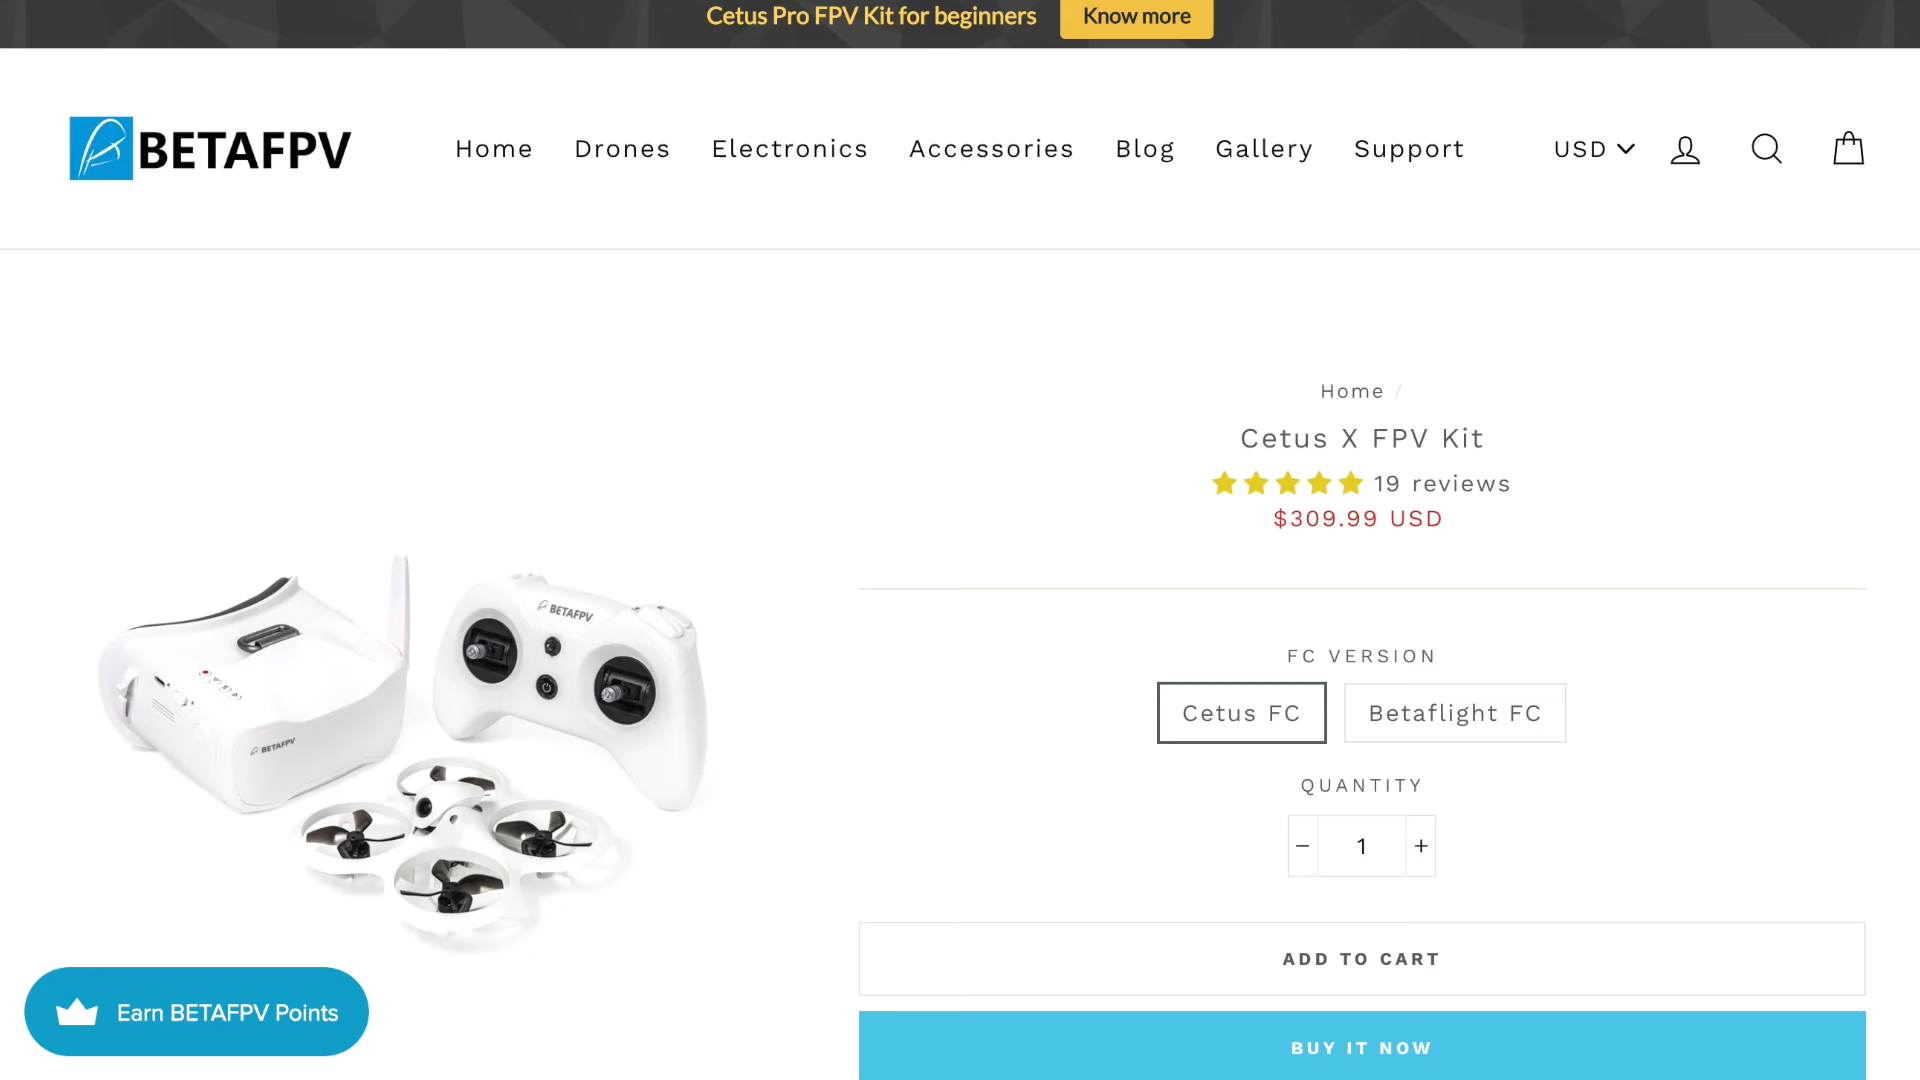 Cetus Pro FPV Kit for beginners
Know more
BETAFPV
Home Drones Electronics Accessories Blog Gallery Support USD
Home /
Cetus X FPV Kit
19 reviews
$309.99 USD
BETAFPV
BETAFPV
FC VERSION
Cetus FC Betaflight FC
QUANTITY
− 1 +
ADD TO CART
Earn BETAFPV Points
BUY IT NOW